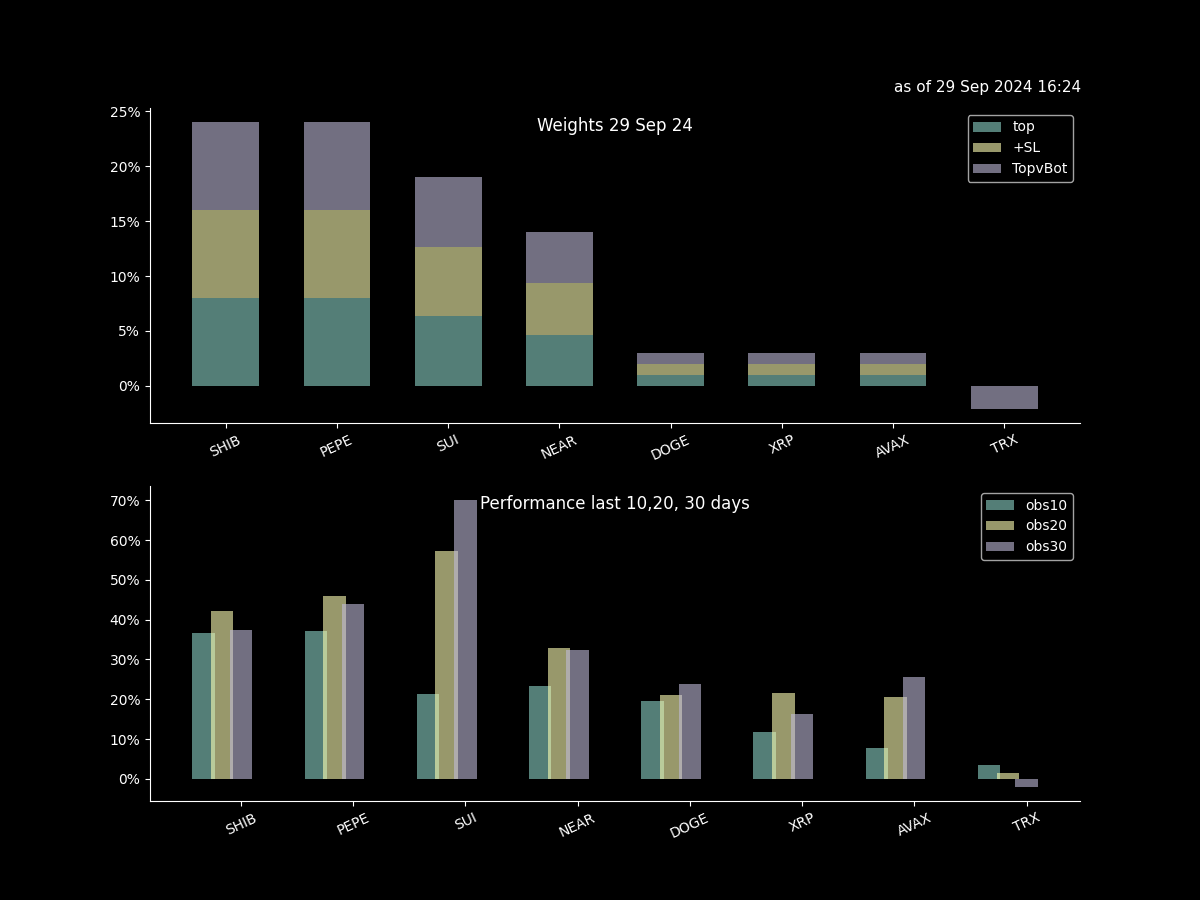 as of 29 Sep 2024 16:24
Weights 29 Sep 24
25%
20%
15%
10%
5%
0%
top
+SL
TopvBot
SHIB PEPE SUI NEAR DOGE XRP AVAX TRX
Performance last 10,20, 30 days
70%
60%
50%
40%
30%
20%
10%
0%
obs10
obs20
obs30
SHIB PEPE SUI NEAR DOGE XRP AVAX TRX